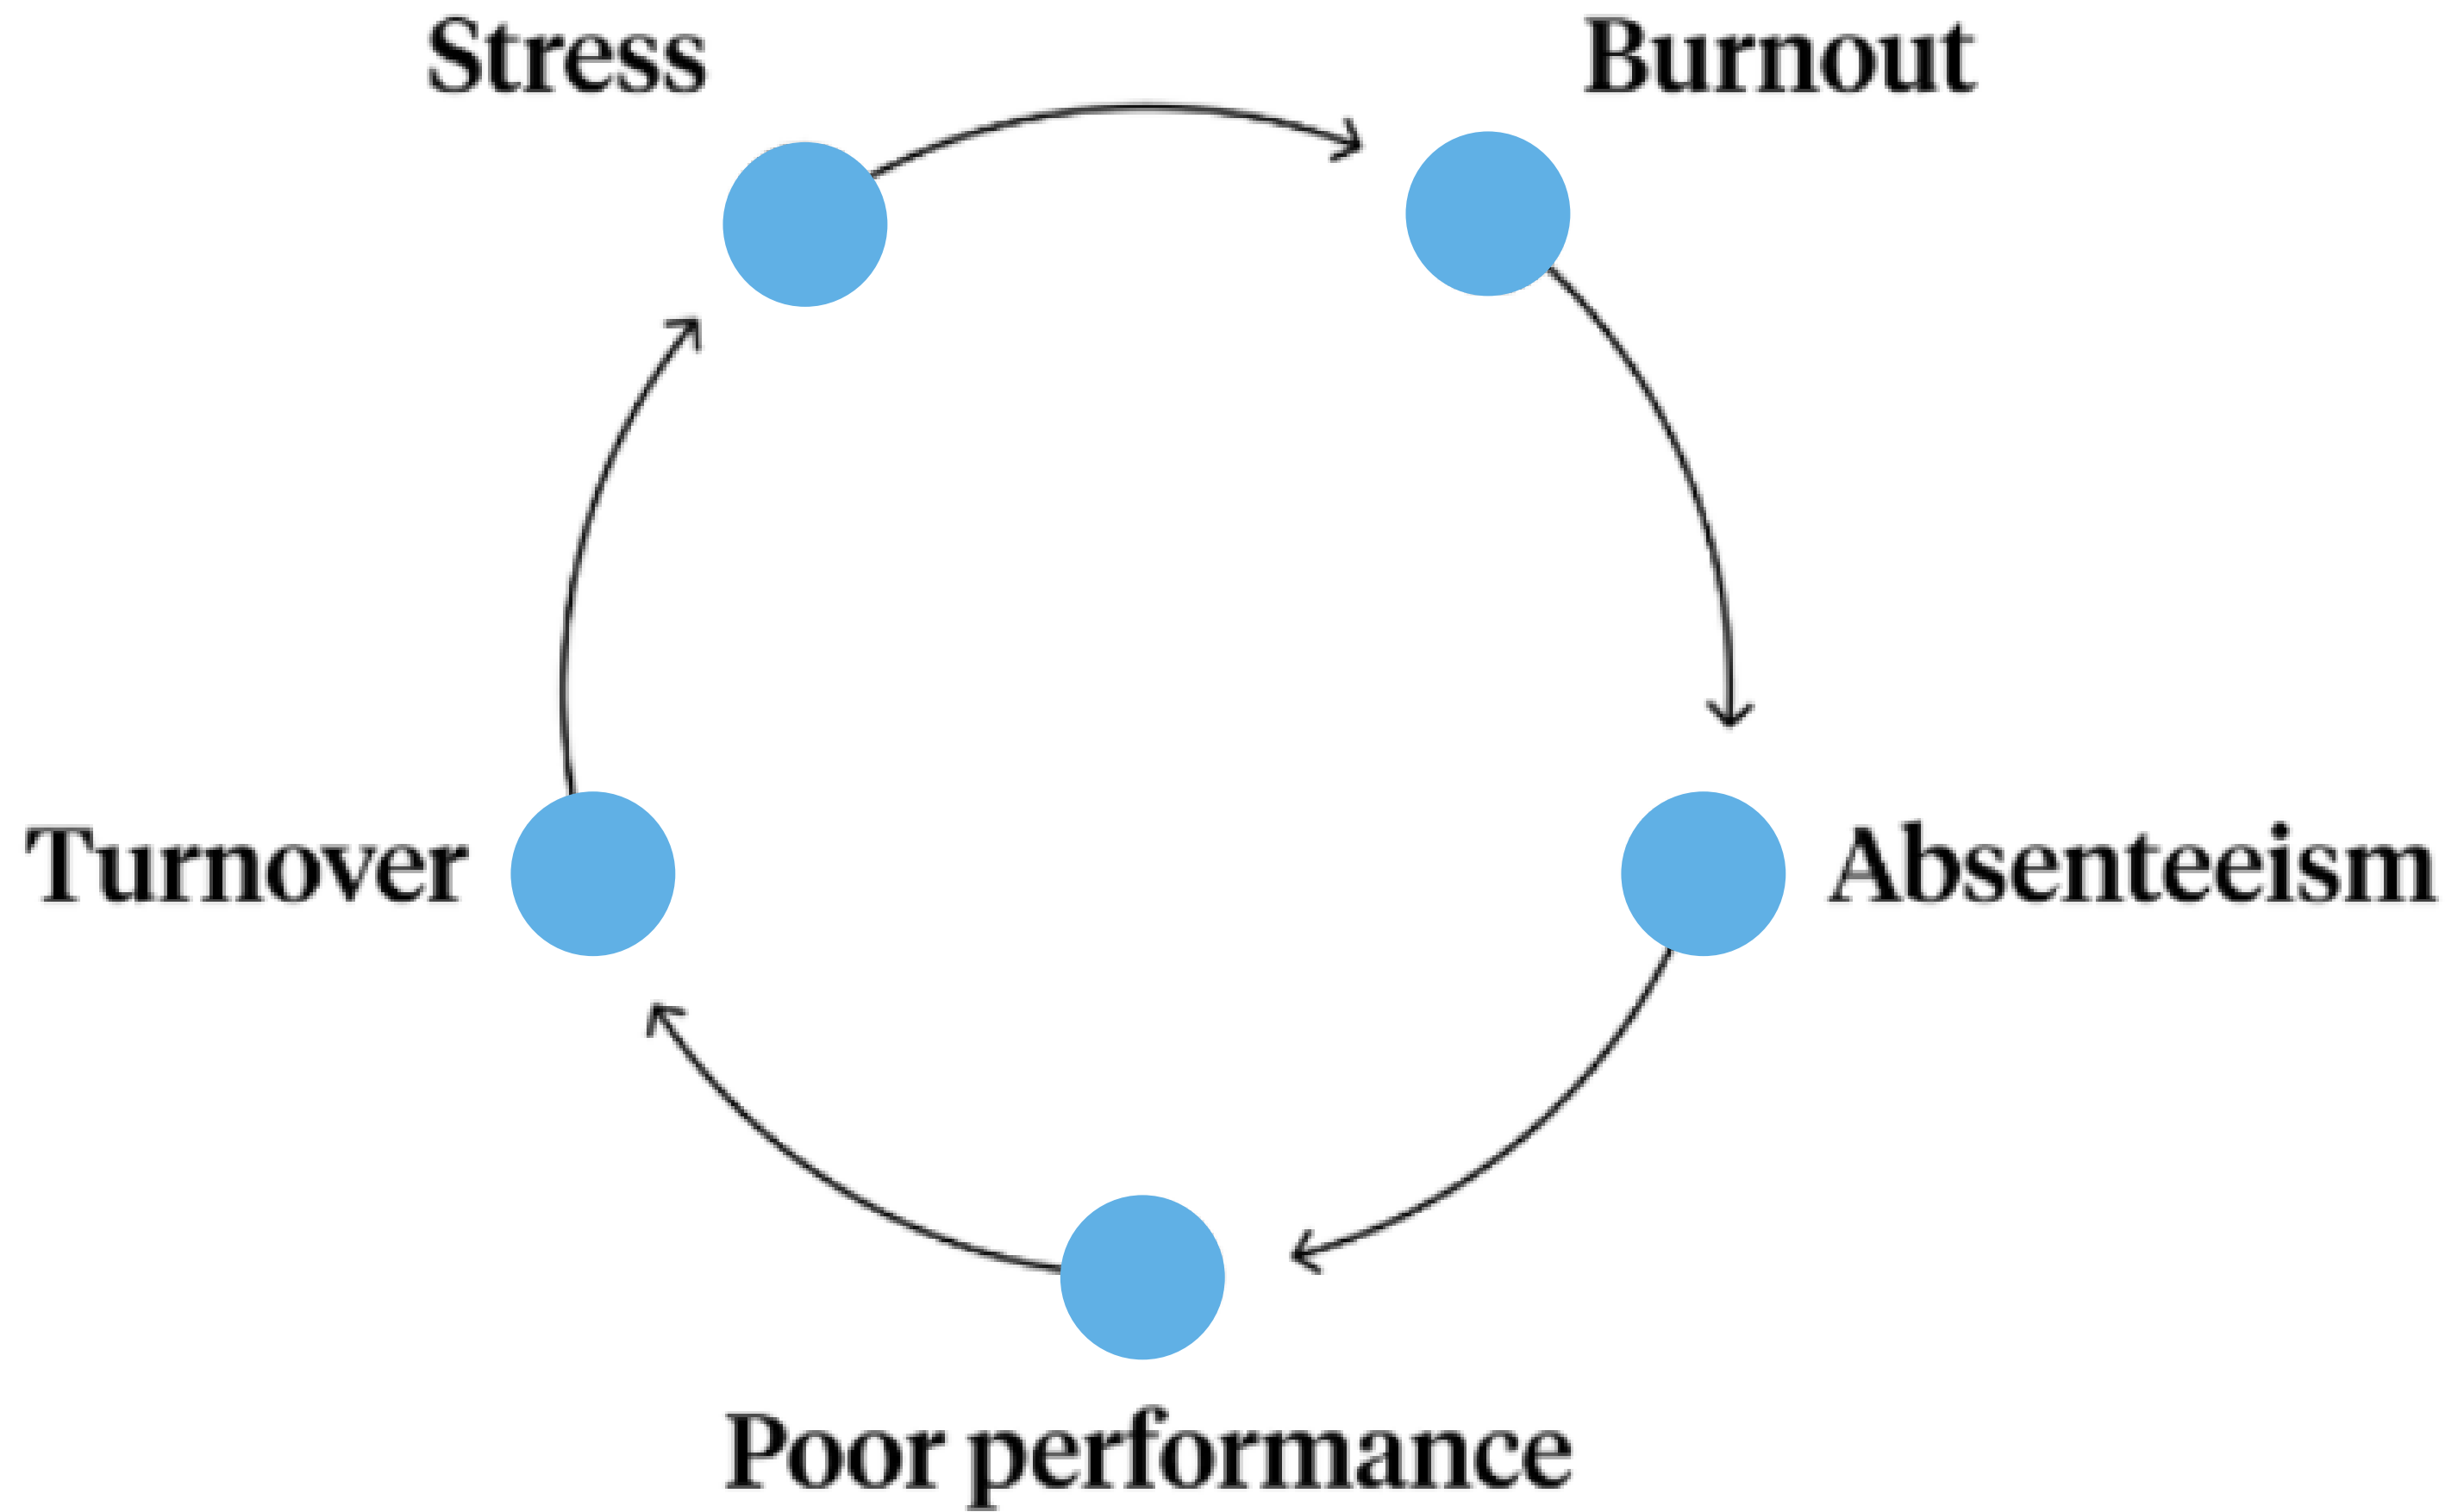 Stress
Burnout
Turnover
Absenteeism
Poor performance